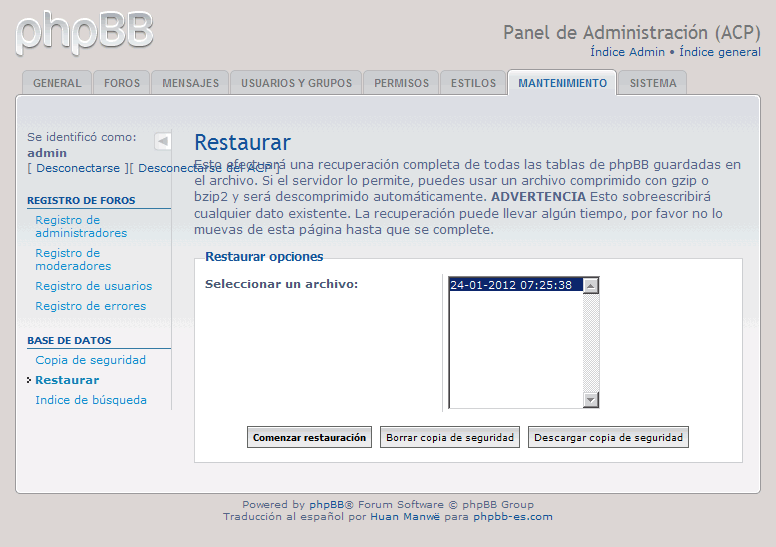 phpBB
Panel de Administración (ACP)
Índice Admin • Índice general
GENERAL
FOROS
MENSAJES
USUARIOS Y GRUPOS
PERMISOS
ESTILOS
MANTENIMIENTO
SISTEMA
Se identificó como:
admin
[ Desconectarse ][ Desconectarse del ACP ]
REGISTRO DE FOROS
Registro de
administradores
Registro de
moderadores
Registro de usuarios
Registro de errores
BASE DE DATOS
Copia de seguridad
Restaurar
Indice de búsqueda
Restaurar
Esto efectuará una recuperación completa de todas las tablas de phpBB guardadas en
el archivo. Si el servidor lo permite, puedes usar un archivo comprimido con gzip o
bzip2 y será descomprimido automáticamente. ADVERTENCIA Esto sobreescribirá
cualquier dato existente. La recuperación puede llevar algún tiempo, por favor no lo
muevas de esta página hasta que se complete.
Restaurar opciones
Seleccionar un archivo:
24-01-2012 07:25:38
Comenzar restauración
Borrar copia de seguridad
Descargar copia de seguridad
Powered by phpBB® Forum Software © phpBB Group
Traducción al español por Huan Manwë para phpbb-es.com